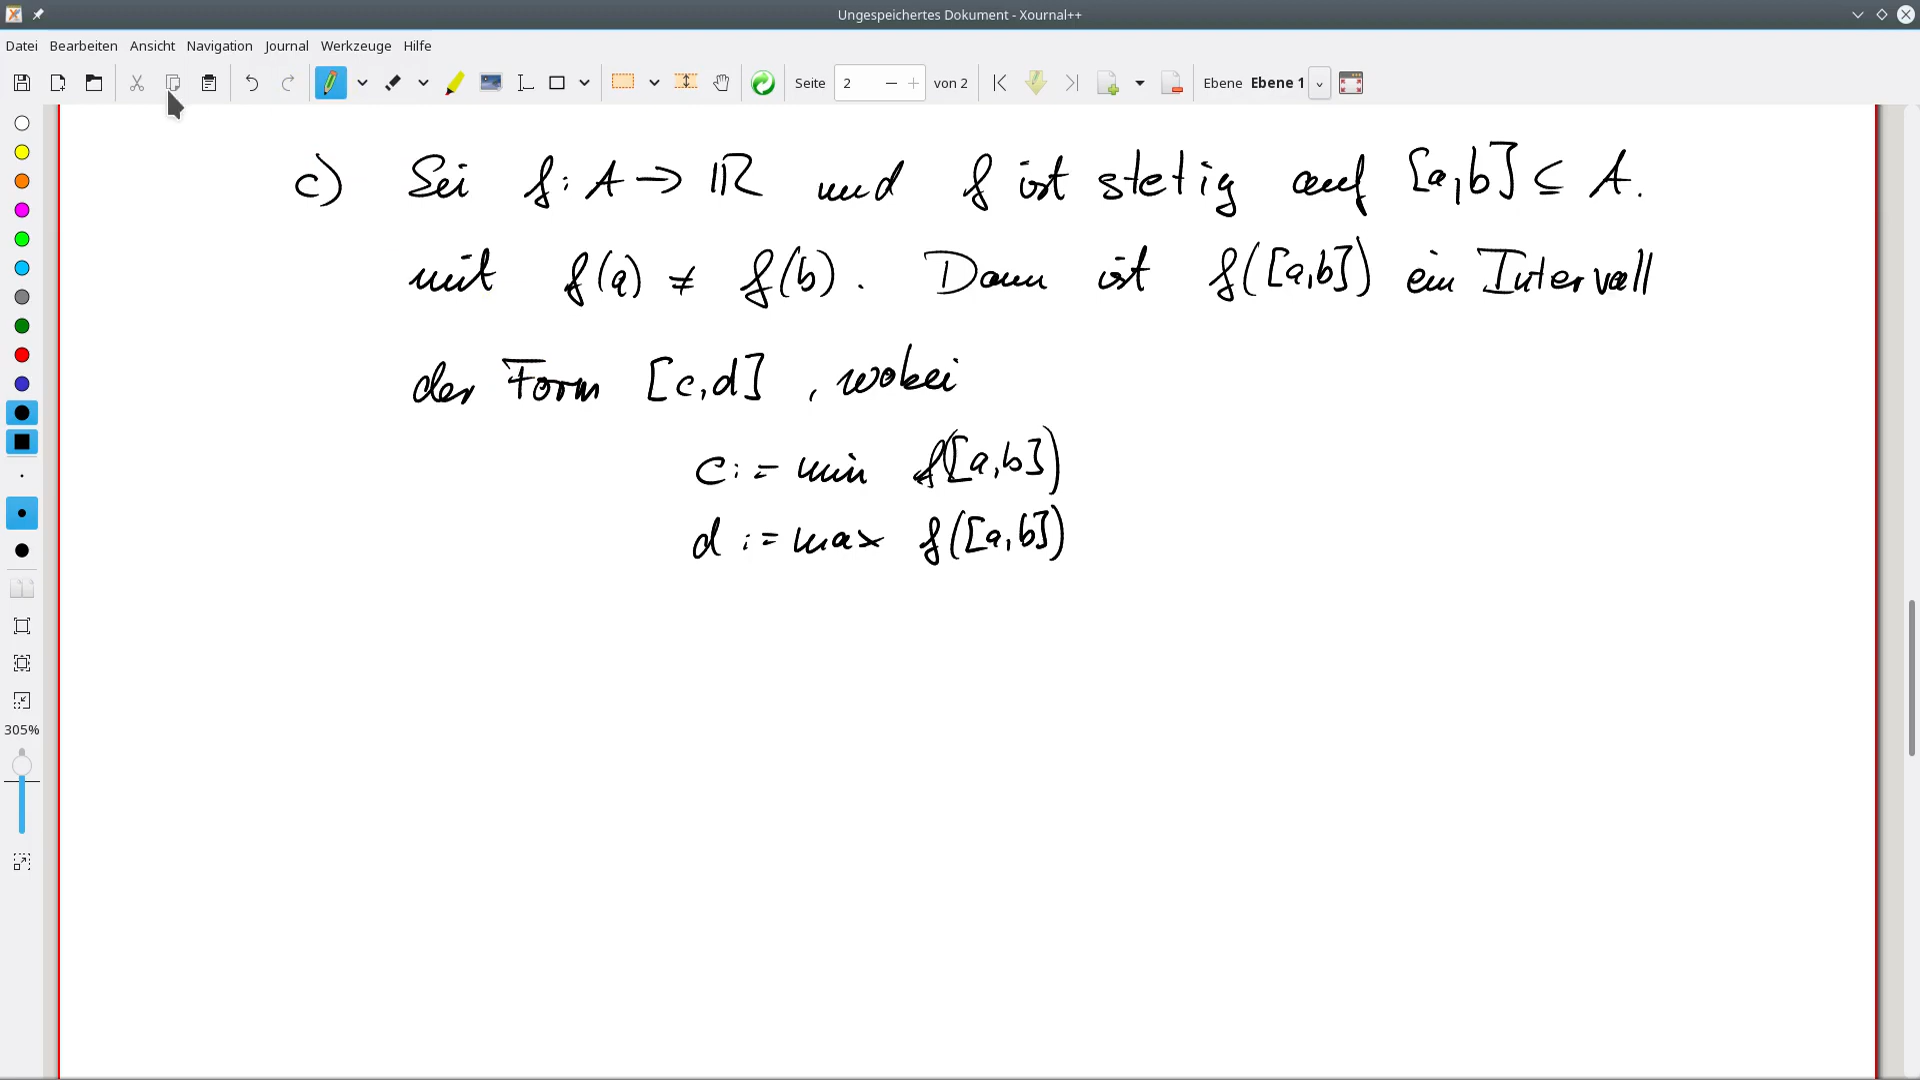 Ungespeichertes Dokument - Xournal++
Datei Bearbeiten Ansicht Navigation Journal Werkzeuge Hilfe
Seite 2 von 2 Ebene Ebene 1
c) Sei f: A → ℝ und f ist stetig auf [a,b] ⊆ A.
mit f(a) ≠ f(b). Dann ist f([a,b]) ein Intervall
der Form [c,d], wobei
c := min f([a,b])
d := max f([a,b])
305%